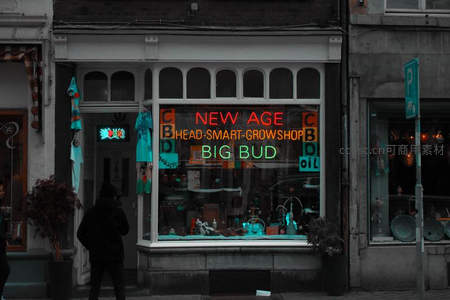 NEW AGE
HEAD-SMART-GROWSHOP
BIG BUD
CBD
CBD
OIL
P